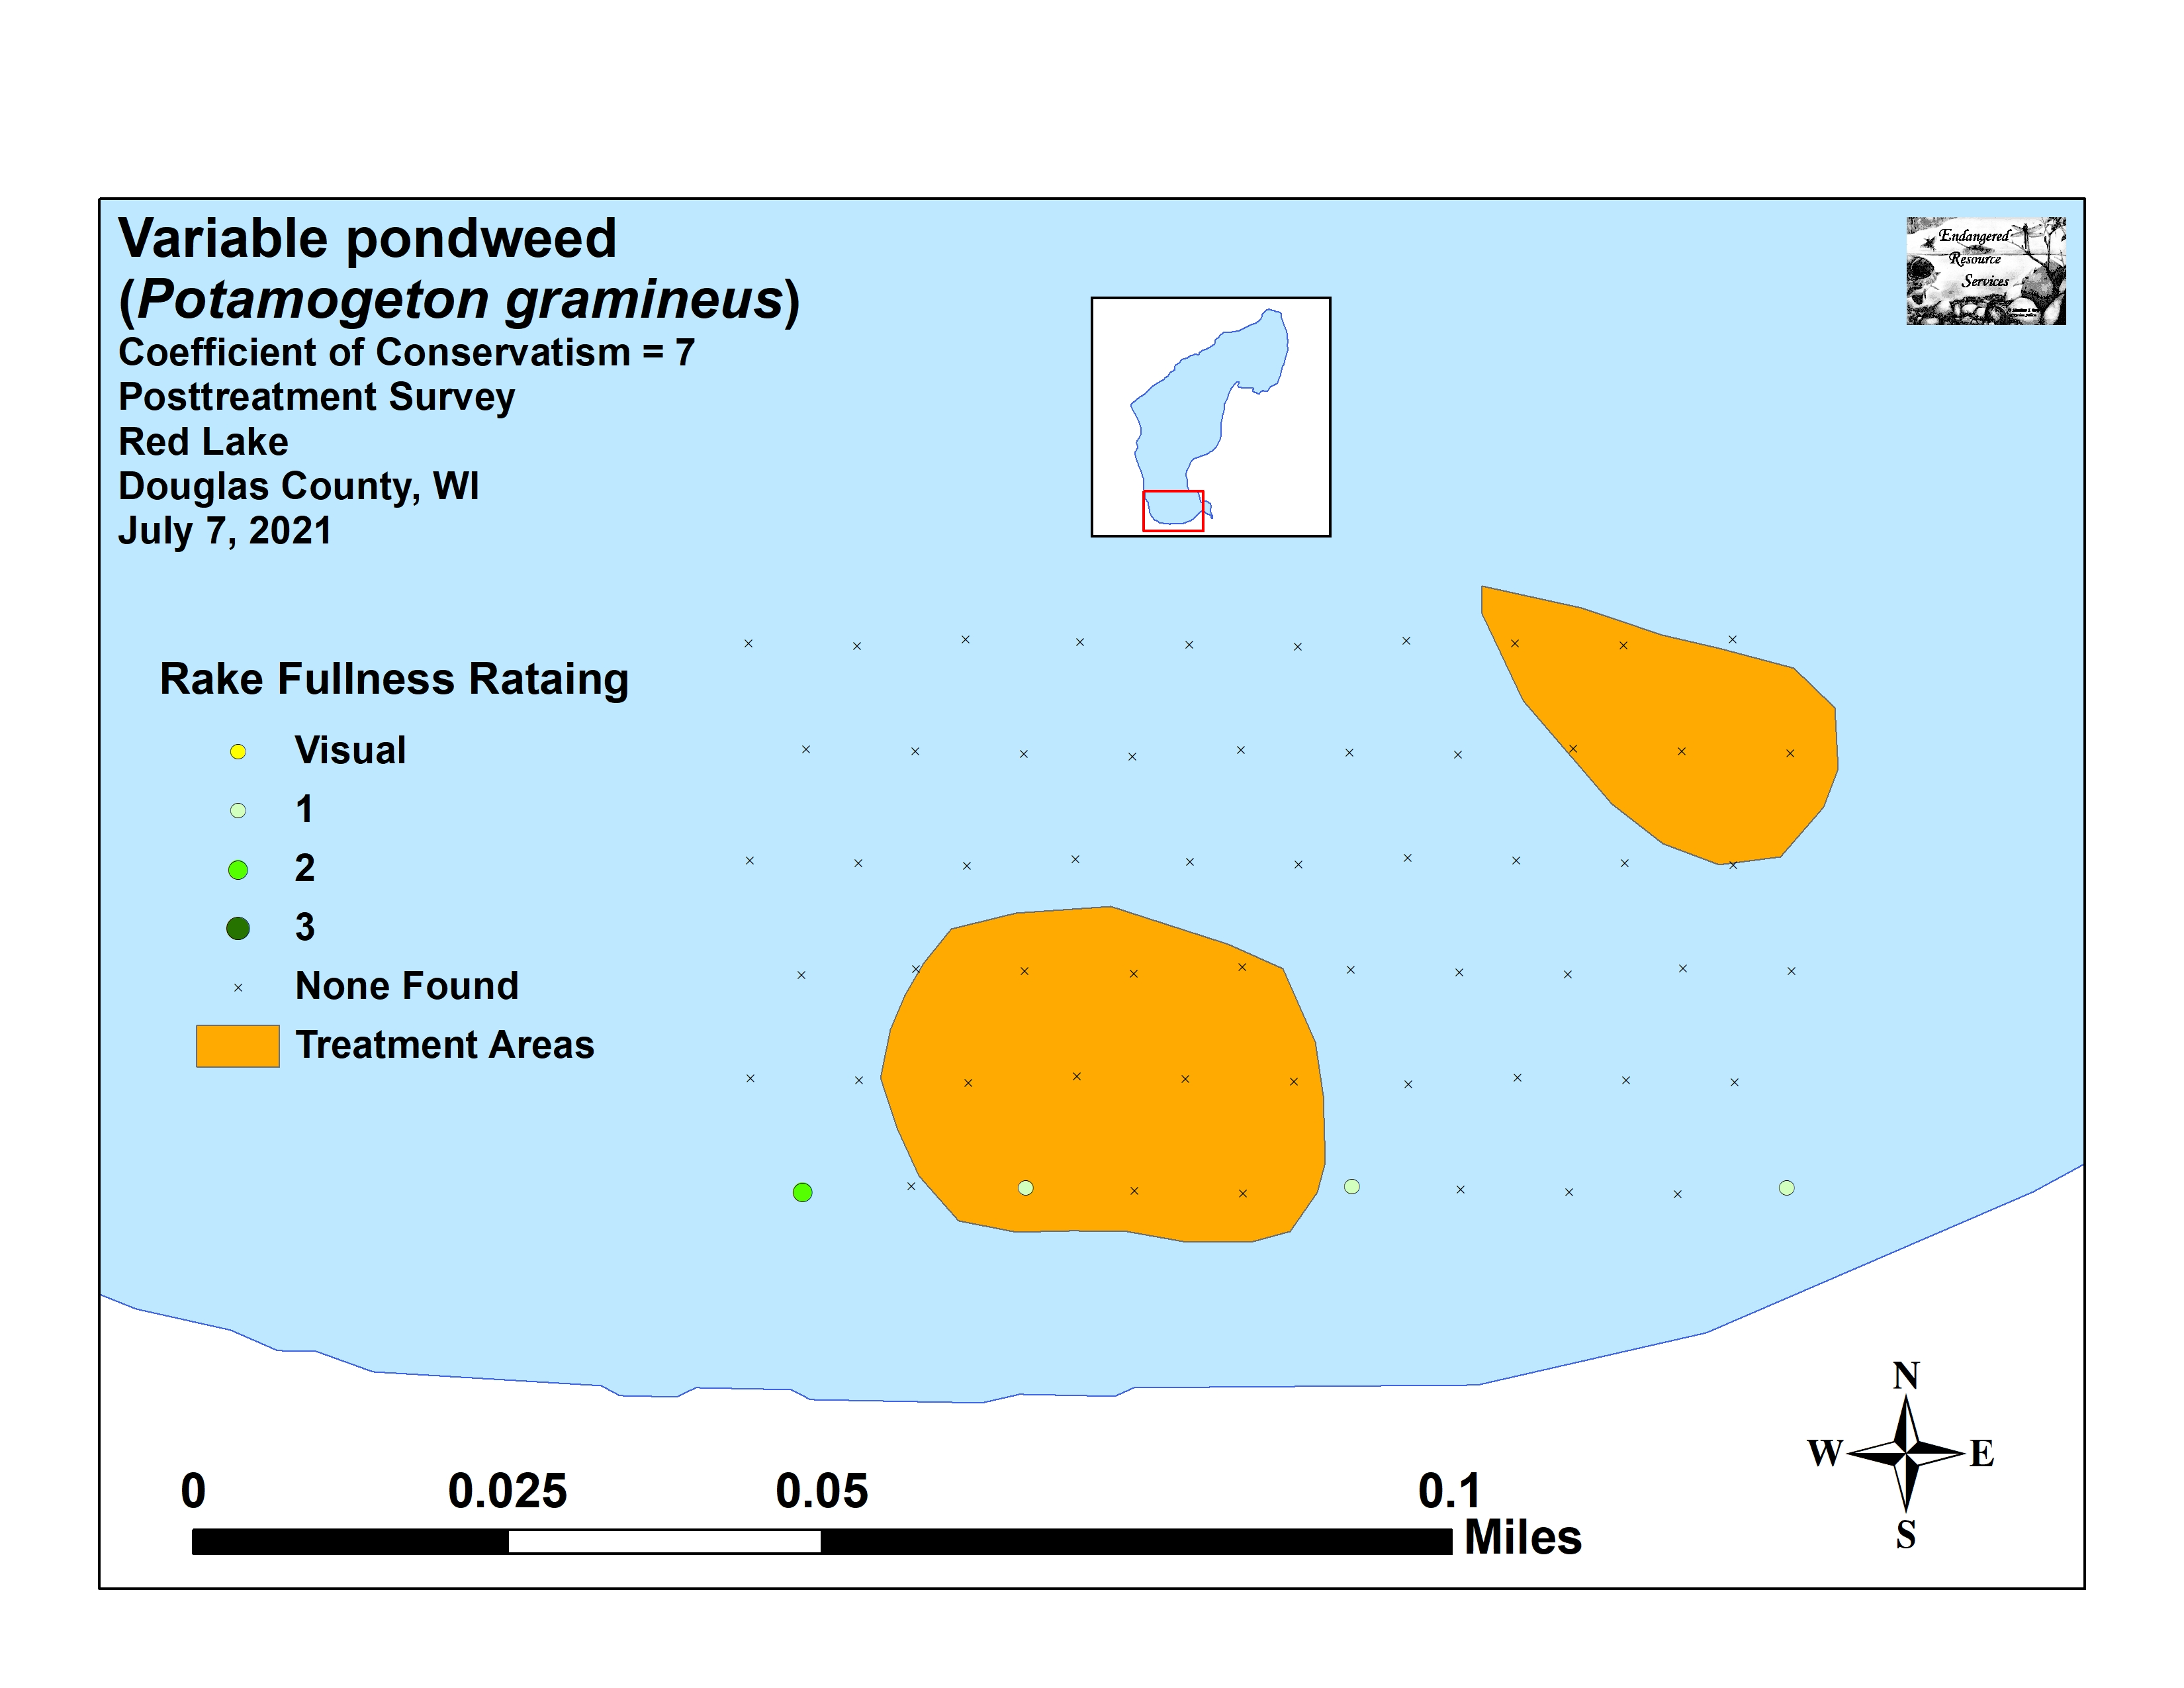 Variable pondweed
(Potamogeton gramineus)
Coefficient of Conservatism = 7
Posttreatment Survey
Red Lake
Douglas County, WI
July 7, 2021
Endangered
Resource
Services
Rake Fullness Rataing
Visual
1
2
3
None Found
Treatment Areas
0 0.025 0.05 0.1
Miles
N
W E
S